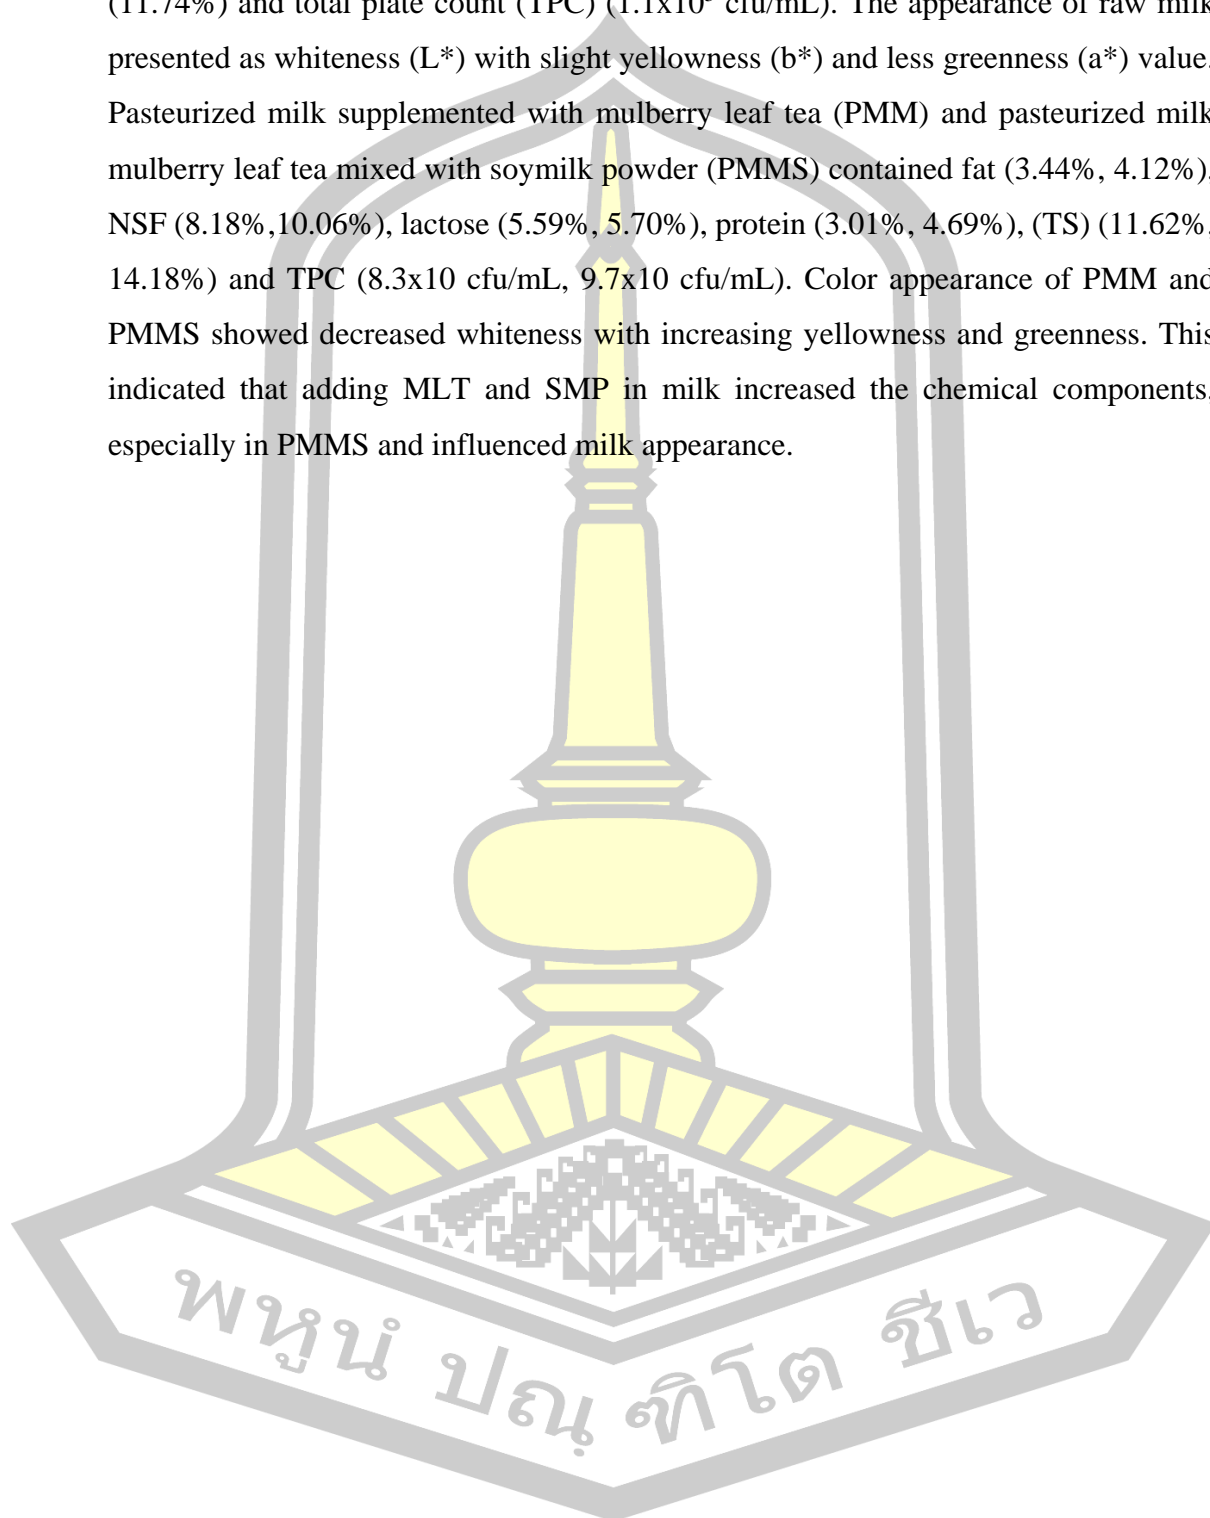 (11.74%) and total plate count (TPC) (1.1x10⁵ cfu/mL). The appearance of raw milk
presented as whiteness (L*) with slight yellowness (b*) and less greenness (a*) value.
Pasteurized milk supplemented with mulberry leaf tea (PMM) and pasteurized milk
mulberry leaf tea mixed with soymilk powder (PMMS) contained fat (3.44%, 4.12%),
NSF (8.18%,10.06%), lactose (5.59%, 5.70%), protein (3.01%, 4.69%), (TS) (11.62%,
14.18%) and TPC (8.3x10 cfu/mL, 9.7x10 cfu/mL). Color appearance of PMM and
PMMS showed decreased whiteness with increasing yellowness and greenness. This
indicated that adding MLT and SMP in milk increased the chemical components,
especially in PMMS and influenced milk appearance.
พหูนํ ปณฺฑิโต ชีเว